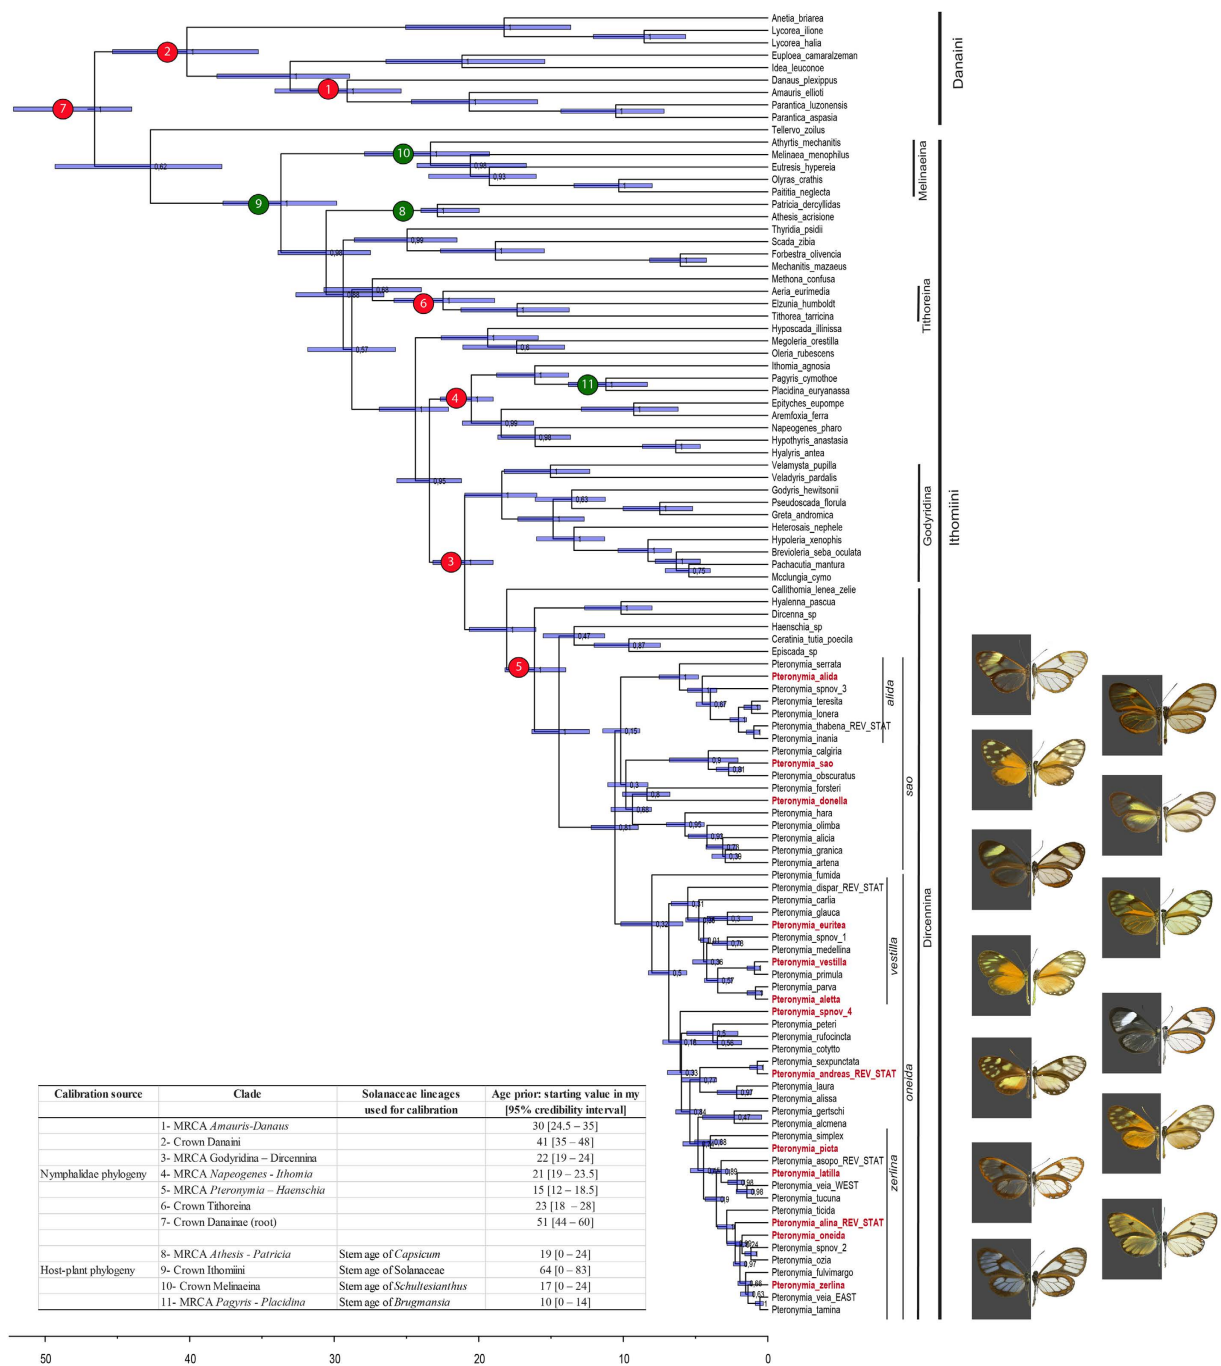 Anetia_briarea
Lycorea_ilione
Lycorea_halia
Euploea_camaralzeman
Idea_leuconoe
Danaus_plexippus
Amauris_ellioti
Parantica_luzonensis
Parantica_aspasia
Tellervo_zoilus
Athyrtis_mechanitis
Melinaea_menophilus
Eutresis_hypereia
Olyras_crathis
Paititia_neglecta
Patricia_dercyllidas
Athesis_acrisione
Thyridia_psidii
Scada_zibia
Forbestra_olivencia
Mechanitis_mazaeus
Methona_confusa
Aeria_eurimedia
Elzunia_humboldt
Tithorea_tarricina
Hyposcada_illinissa
Megoleria_orestilla
Oleria_rubescens
Ithomia_agnosia
Pagyris_cymothoe
Placidina_euryanassa
Epityches_eupompe
Aremfoxia_ferra
Napeogenes_pharo
Hypothyris_anastasia
Hyalyris_antea
Velamysta_pupilla
Veladyris_pardalis
Godyris_hewitsonii
Pseudoscada_florula
Greta_andromica
Heterosais_nephele
Hypoleria_xenophis
Brevioleria_seba_oculata
Pachacutia_mantura
Mcclungia_cymo
Callithomia_lenea_zelie
Hyalenna_pascua
Dircenna_sp
Haenschia_sp
Ceratinia_tutia_poecila
Episcada_sp
Pteronymia_serrata
Pteronymia_alida
Pteronymia_spnov_3
Pteronymia_teresita
Pteronymia_lonera
Pteronymia_thabena_REV_STAT
Pteronymia_inania
Pteronymia_calgiria
Pteronymia_sao
Pteronymia_obscuratus
Pteronymia_forsteri
Pteronymia_donella
Pteronymia_hara
Pteronymia_olimba
Pteronymia_alicia
Pteronymia_granica
Pteronymia_artena
Pteronymia_fumida
Pteronymia_dispar_REV_STAT
Pteronymia_carlia
Pteronymia_glauca
Pteronymia_euritea
Pteronymia_spnov_1
Pteronymia_medellina
Pteronymia_vestilla
Pteronymia_primula
Pteronymia_parva
Pteronymia_aletta
Pteronymia_spnov_4
Pteronymia_peteri
Pteronymia_rufocincta
Pteronymia_cotytto
Pteronymia_sexpunctata
Pteronymia_andreas_REV_STAT
Pteronymia_laura
Pteronymia_alissa
Pteronymia_gertschi
Pteronymia_alcmena
Pteronymia_simplex
Pteronymia_picta
Pteronymia_asopo_REV_STAT
Pteronymia_latilla
Pteronymia_veia_WEST
Pteronymia_tucuna
Pteronymia_ticida
Pteronymia_alina_REV_STAT
Pteronymia_oneida
Pteronymia_spnov_2
Pteronymia_ozia
Pteronymia_fulvimargo
Pteronymia_zerlina
Pteronymia_veia_EAST
Pteronymia_tamina
Danaini
Melinaeina
Tithoreina
Godyridina
Ithomiini
alida
sao
vestilla
Dircennina
oneida
zerlina
2
1
7
10
9
8
6
11
4
3
5
Calibration source Clade Solanaceae lineages used for calibration Age prior: starting value in my [95% credibility interval]
1- MRCA Amauris-Danaus 30 [24.5 – 35]
2- Crown Danaini 41 [35 – 48]
3- MRCA Godyridina – Dircennina 22 [19 – 24]
Nymphalidae phylogeny 4- MRCA Napeogenes - Ithomia 21 [19 – 23.5]
5- MRCA Pteronymia – Haenschia 15 [12 – 18.5]
6- Crown Tithoreina 23 [18 – 28]
7- Crown Danainae (root) 51 [44 – 60]
8- MRCA Athesis - Patricia Stem age of Capsicum 19 [0 – 24]
Host-plant phylogeny 9- Crown Ithomiini Stem age of Solanaceae 64 [0 – 83]
10- Crown Melinaeina Stem age of Schultesianthus 17 [0 – 24]
11- MRCA Pagyris - Placidina Stem age of Brugmansia 10 [0 – 14]
50 40 30 20 10 0